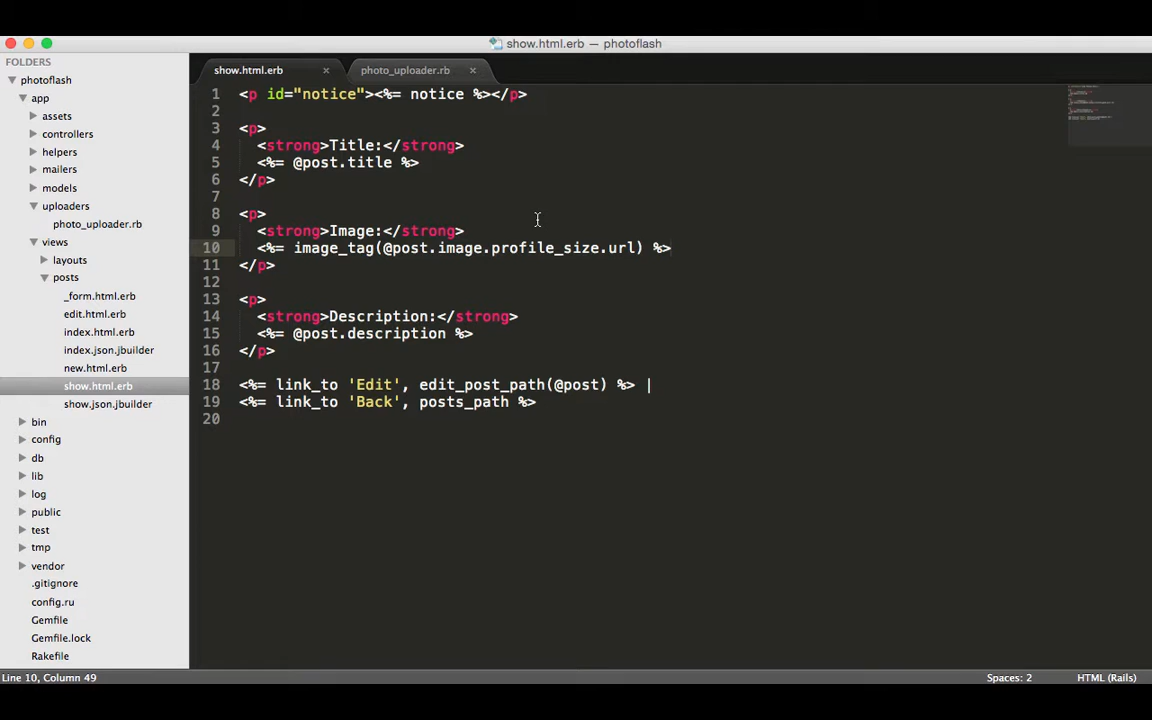 show.html.erb — photoflash
FOLDERS
photoflash
app
assets
controllers
helpers
mailers
models
uploaders
photo_uploader.rb
views
layouts
posts
_form.html.erb
edit.html.erb
index.html.erb
index.json.jbuilder
new.html.erb
show.html.erb
show.json.jbuilder
bin
config
db
lib
log
public
test
tmp
vendor
.gitignore
config.ru
Gemfile
Gemfile.lock
Rakefile
show.html.erb × photo_uploader.rb ×
1 <p id="notice"><%= notice %></p>
2
3 <p>
4 <strong>Title:</strong>
5 <%= @post.title %>
6 </p>
7
8 <p>
9 <strong>Image:</strong>
10 <%= image_tag(@post.image.profile_size.url) %>
11 </p>
12
13 <p>
14 <strong>Description:</strong>
15 <%= @post.description %>
16 </p>
17
18 <%= link_to 'Edit', edit_post_path(@post) %> |
19 <%= link_to 'Back', posts_path %>
20
Line 10, Column 49 Spaces: 2 HTML (Rails)